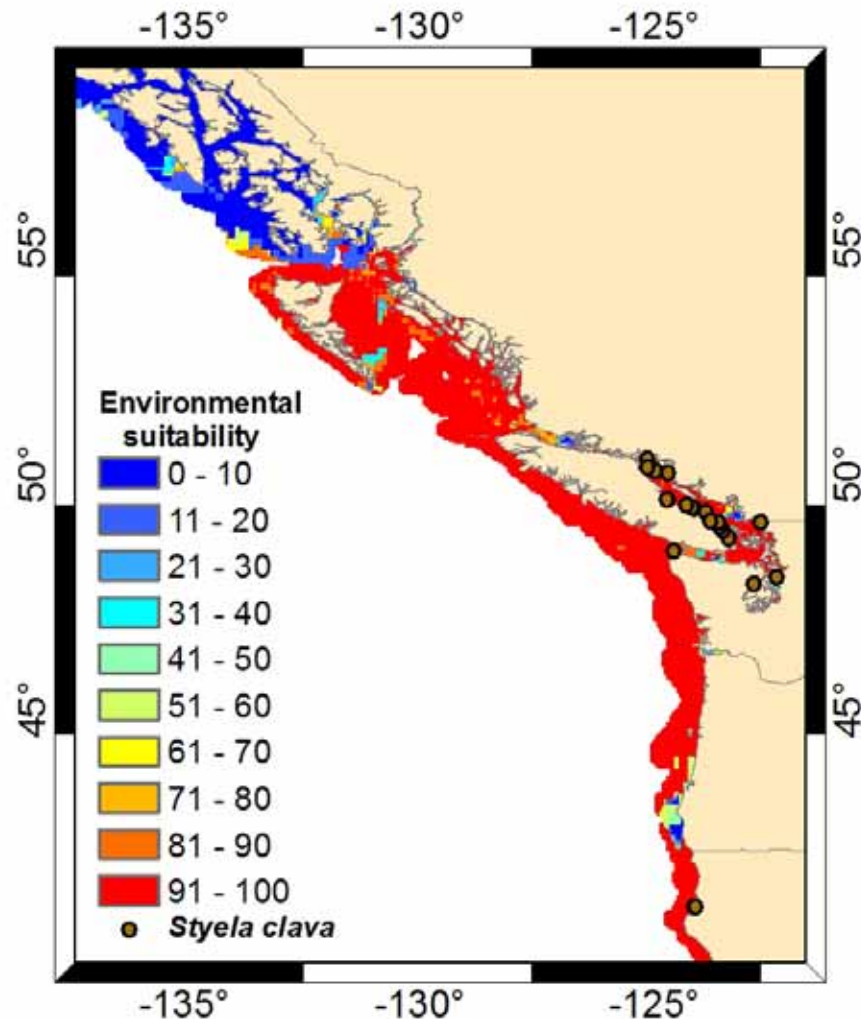 -135° -130° -125°
55° 55°
Environmental
suitability
0 - 10
11 - 20
50° 50°
21 - 30
31 - 40
41 - 50
51 - 60
45° 45°
61 - 70
71 - 80
81 - 90
91 - 100
Styela clava
-135° -130° -125°